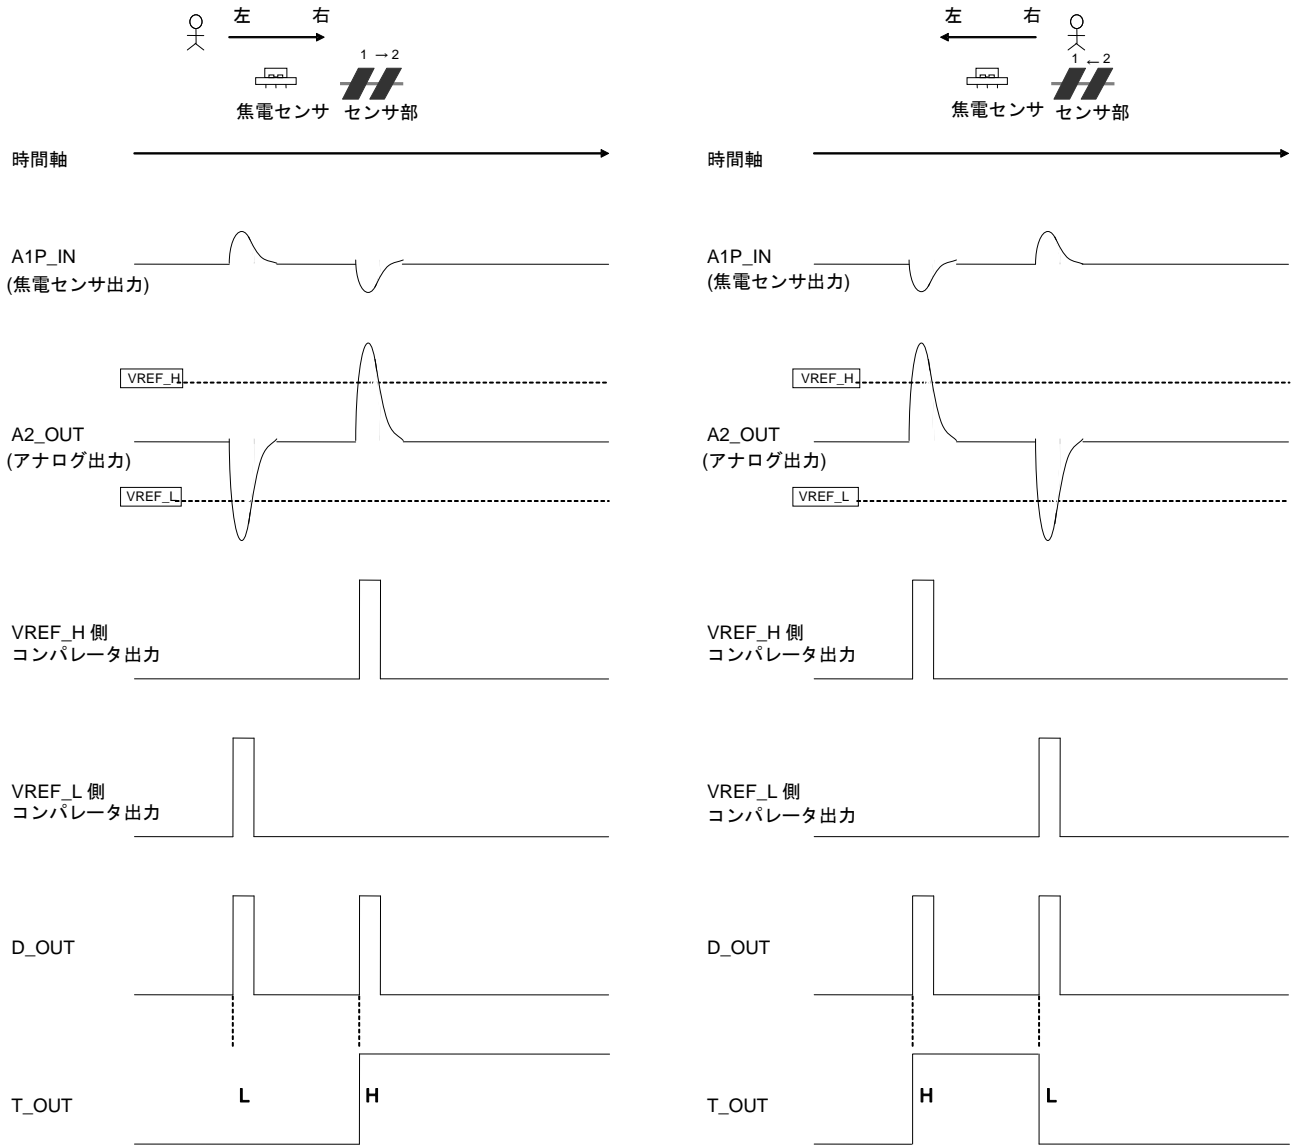 左 右
1 →2
焦電センサ センサ部
時間軸
A1P_IN
(焦電センサ出力)
VREF_H
A2_OUT
(アナログ出力)
VREF_L
VREF_H 側
コンパレータ出力
VREF_L 側
コンパレータ出力
D_OUT
L H
T_OUT
左 右
1 ←2
焦電センサ センサ部
時間軸
A1P_IN
(焦電センサ出力)
VREF_H
A2_OUT
(アナログ出力)
VREF_L
VREF_H 側
コンパレータ出力
VREF_L 側
コンパレータ出力
D_OUT
H L
T_OUT